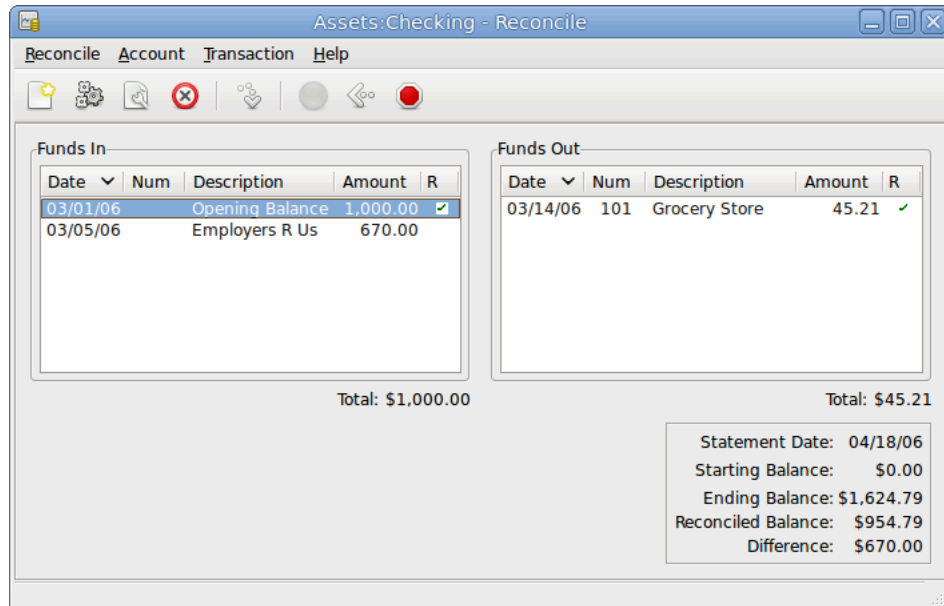 Assets:Checking - Reconcile
Reconcile Account Transaction Help
Funds In
Date Num Description Amount R
03/01/06 Opening Balance 1,000.00
03/05/06 Employers R Us 670.00
Total: $1,000.00
Funds Out
Date Num Description Amount R
03/14/06 101 Grocery Store 45.21
Total: $45.21
Statement Date: 04/18/06
Starting Balance: $0.00
Ending Balance: $1,624.79
Reconciled Balance: $954.79
Difference: $670.00